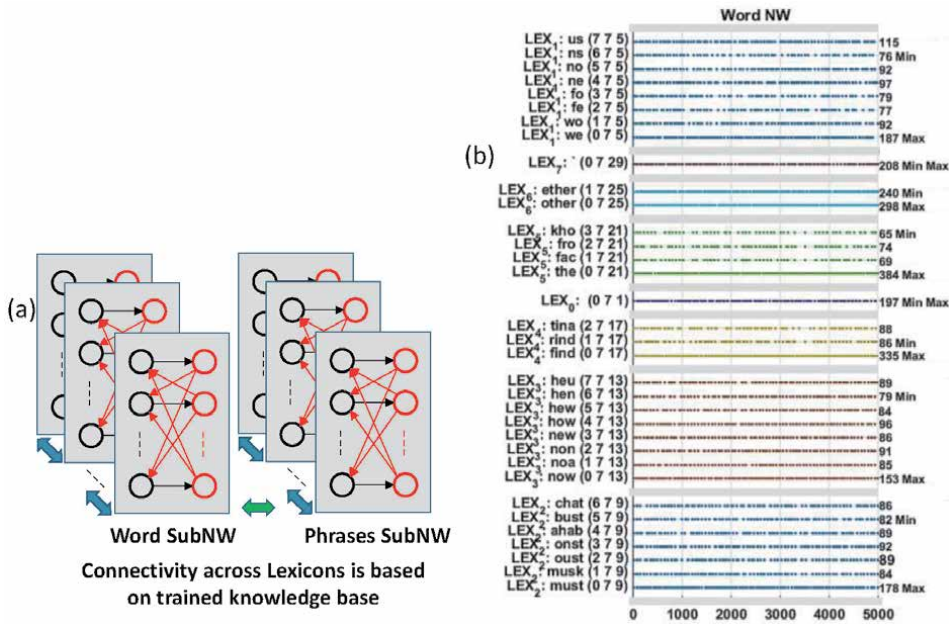 (a)
Word SubNW
Phrases SubNW
Connectivity across Lexicons is based
on trained knowledge base
(b)
Word NW
LEX1: us (7 7 5) 115
LEX1: ns (6 7 5) 76 Min
LEX1: no (5 7 5) 92
LEX1: ne (4 7 5) 97
LEX1: fo (3 7 5) 79
LEX1: fe (2 7 5) 77
LEX1: wo (1 7 5) 92
LEX1: we (0 7 5) 187 Max
LEX7: ` (0 7 29) 208 Min Max
LEX6: ether (1 7 25) 240 Min
LEX6: other (0 7 25) 298 Max
LEX5: kho (3 7 21) 65 Min
LEX5: fro (2 7 21) 74
LEX5: fac (1 7 21) 69
LEX5: the (0 7 21) 384 Max
LEX0: (0 7 1) 197 Min Max
LEX4: tina (2 7 17) 88
LEX4: rind (1 7 17) 86 Min
LEX4: find (0 7 17) 335 Max
LEX3: heu (7 7 13) 89
LEX3: hen (6 7 13) 79 Min
LEX3: hew (5 7 13) 84
LEX3: how (4 7 13) 96
LEX3: new (3 7 13) 86
LEX3: non (2 7 13) 91
LEX3: noa (1 7 13) 85
LEX3: now (0 7 13) 153 Max
LEX2: chat (6 7 9) 86
LEX2: bust (5 7 9) 82 Min
LEX2: ahab (4 7 9) 89
LEX2: onst (3 7 9) 92
LEX2: oust (2 7 9) 89
LEX2: musk (1 7 9) 84
LEX2: must (0 7 9) 178 Max
0 1000 2000 3000 4000 5000